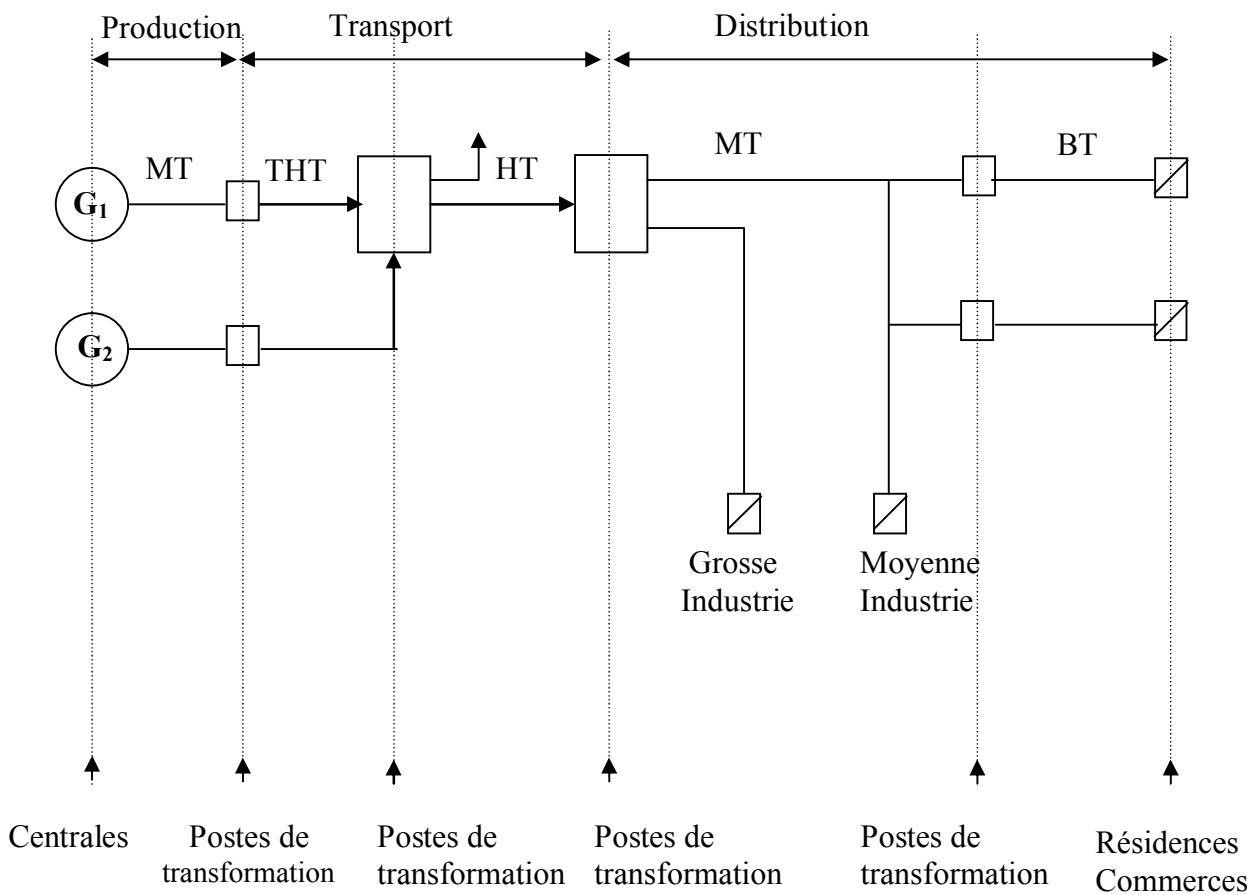 Production
Transport
Distribution
MT
THT
HT
MT
BT
G₁
G₂
Grosse
Industrie
Moyenne
Industrie
Centrales
Postes de
transformation
Postes de
transformation
Postes de
transformation
Postes de
transformation
Résidences
Commerces